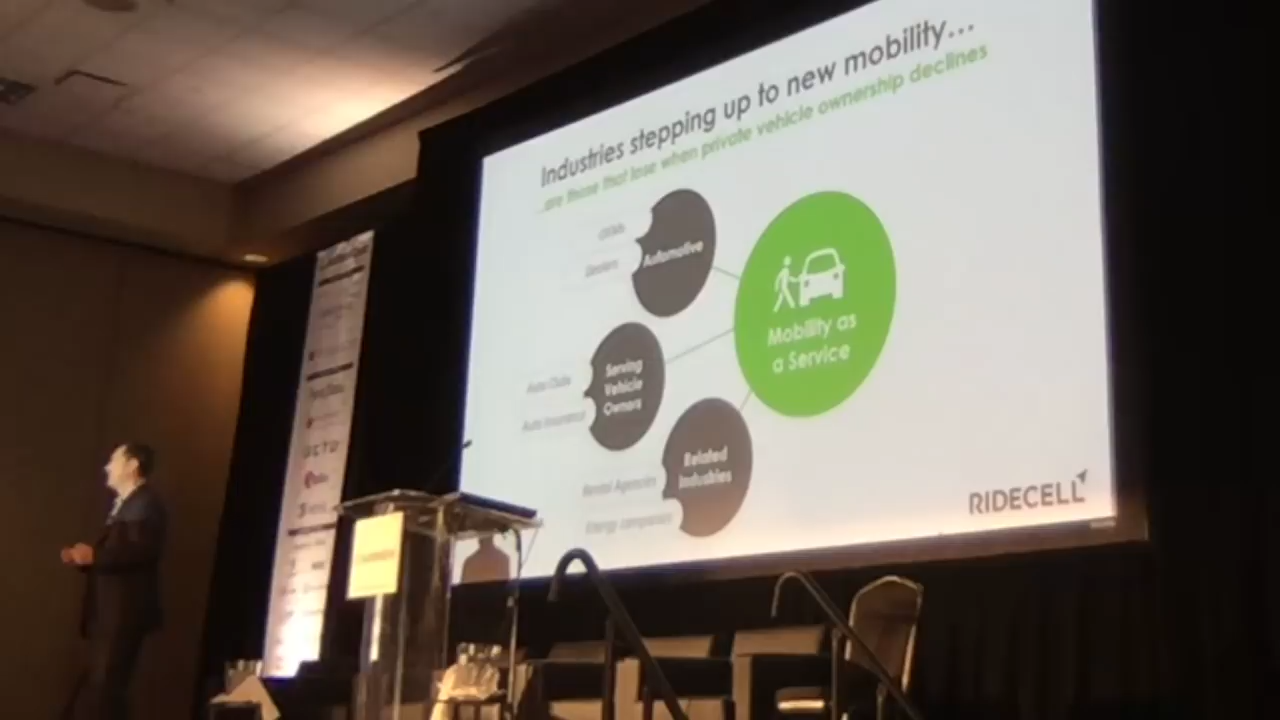 Industries stepping up to new mobility...
...are those that lose when private vehicle ownership declines
OEMs
Dealers
Automotive
Mobility as
a Service
Auto Clubs
Auto Insurance
Serving
Vehicle
Owners
Rental Agencies
Energy companies
Related
Industries
RIDECELL